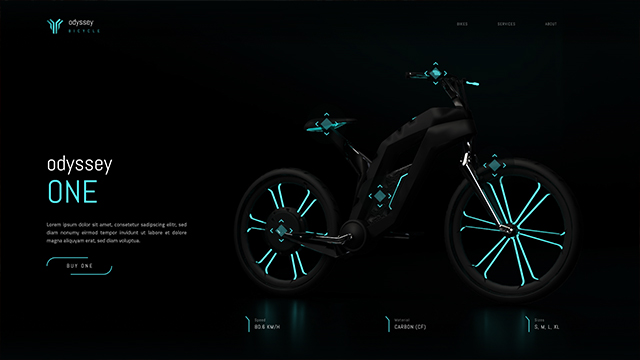 odyssey
BICYCLE
BIKES
SERVICES
ABOUT
odyssey
ONE
Lorem ipsum dolor sit amet, consetetur sadipscing elitr, sed
diam nonumy eirmod tempor invidunt ut labore et dolore
magna aliquyam erat, sed diam voluptua.
BUY ONE
Speed
80.6 KM/H
Material
CARBON (CF)
Sizes
S, M, L, XL